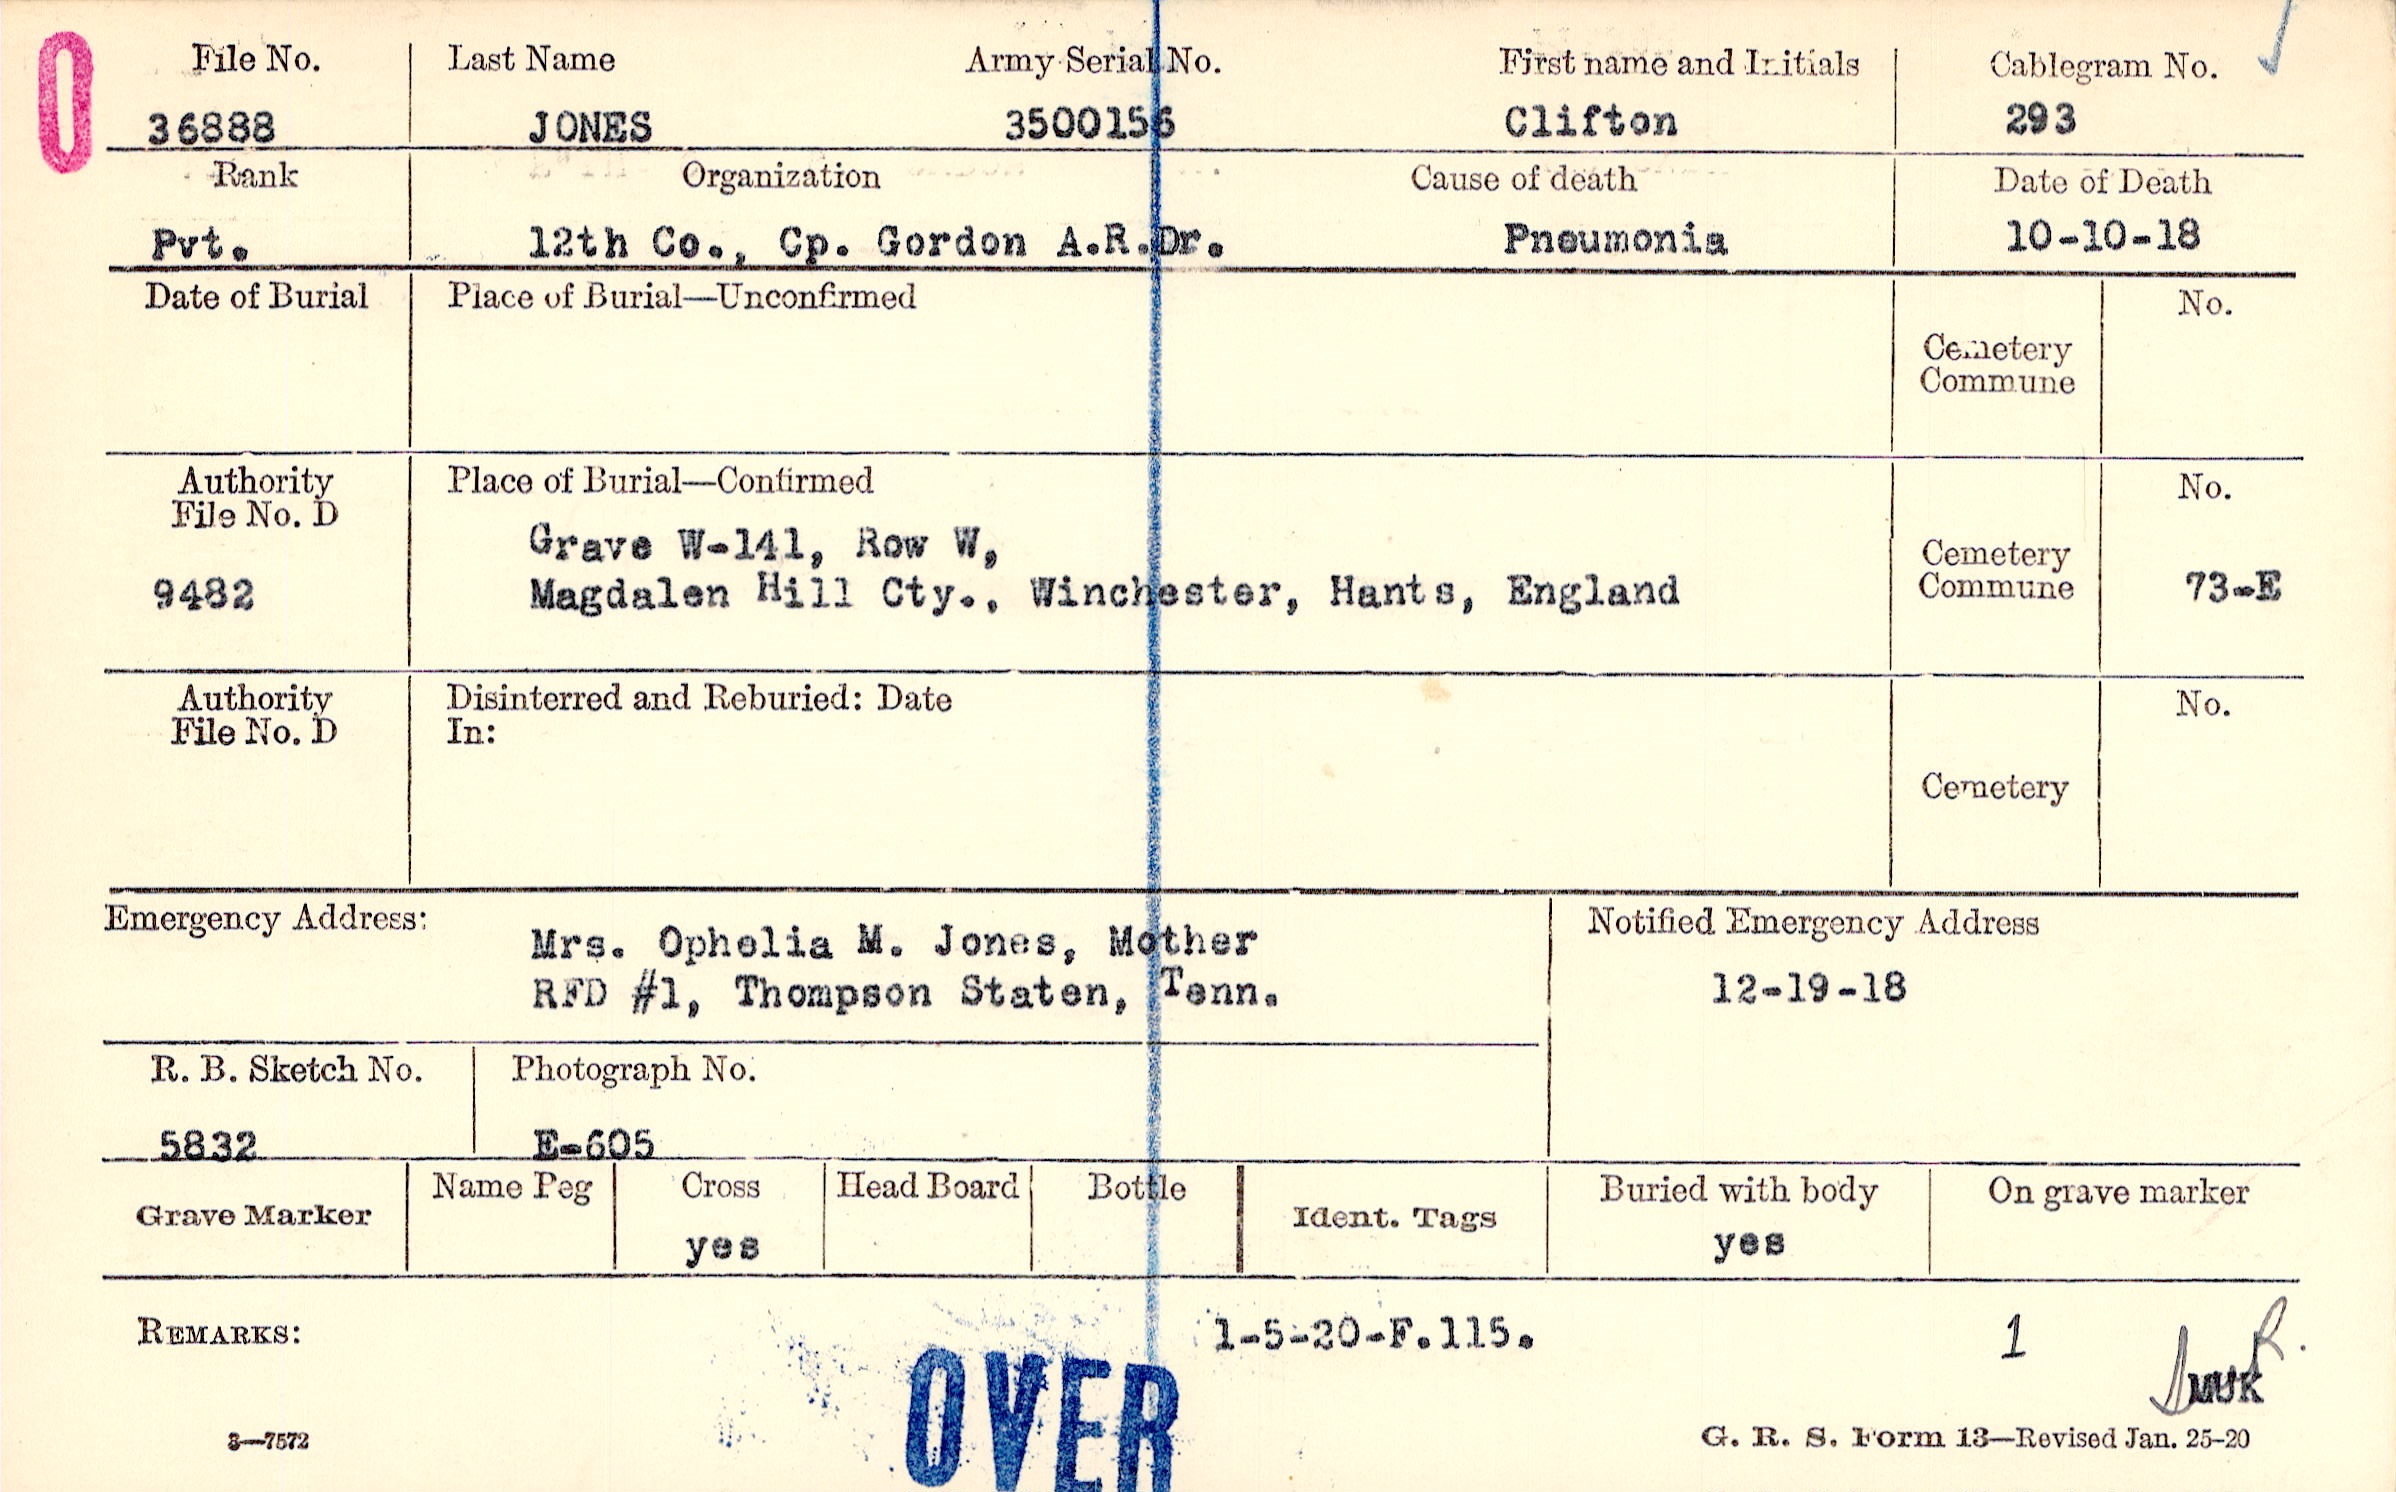 0
File No. Last Name Army Serial No. First name and Initials Cablegram No.
36888 JONES 3500156 Clifton 293
Rank Organization Cause of death Date of Death
Pvt. 12th Co., Cp. Gordon A.R.Dr. Pneumonia 10-10-18
Date of Burial Place of Burial—Unconfirmed No.
Cemetery
Commune
Authority Place of Burial—Confirmed No.
File No. D
Grave W-141, Row W,
Cemetery
9482 Magdalen Hill Cty., Winchester, Hants, England Commune 73-E
Authority Disinterred and Reburied: Date No.
File No. D In:
Cemetery
Emergency Address: Notified Emergency Address
Mrs. Ophelia M. Jones, Mother
RFD #1, Thompson Staten, Tenn. 12-19-18
R. B. Sketch No. Photograph No.
5832 E-605
Grave Marker Name Peg Cross Head Board Bottle Ident. Tags Buried with body On grave marker
yes yes
REMARKS: 1-5-20-F.115. 1 R.
OVER
3—7572 G. R. S. Form 13—Revised Jan. 25-20